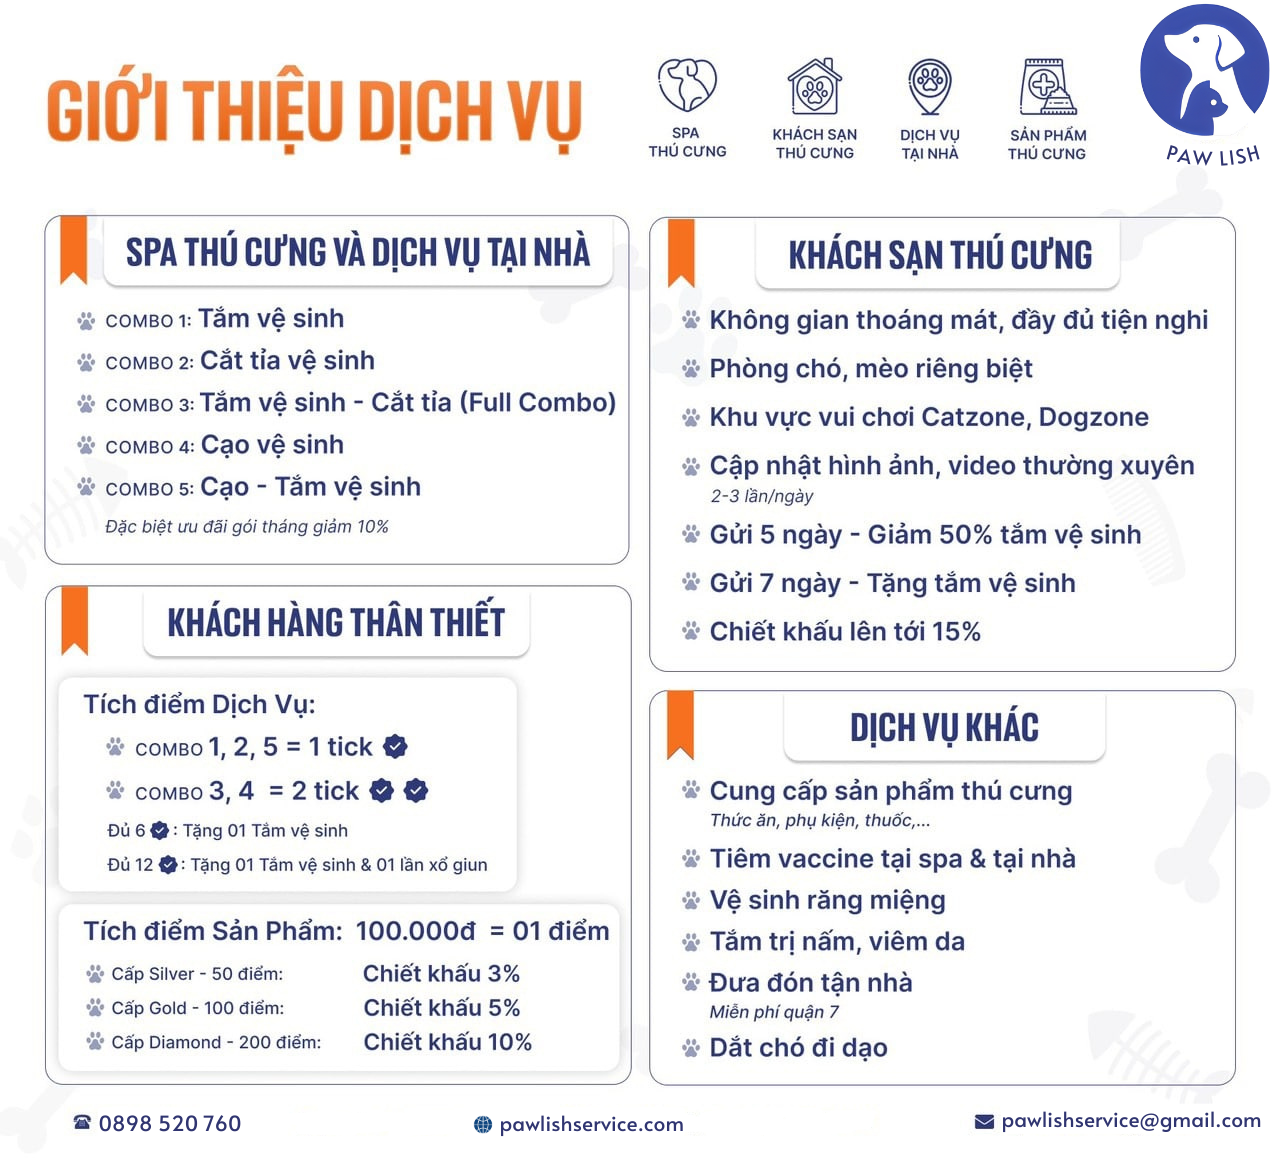 GIỚI THIỆU DỊCH VỤ
SPA
THÚ CƯNG
KHÁCH SẠN
THÚ CƯNG
DỊCH VỤ
TẠI NHÀ
SẢN PHẨM
THÚ CƯNG
PAW LISH
SPA THÚ CƯNG VÀ DỊCH VỤ TẠI NHÀ
COMBO 1: Tắm vệ sinh
COMBO 2: Cắt tỉa vệ sinh
COMBO 3: Tắm vệ sinh - Cắt tỉa (Full Combo)
COMBO 4: Cạo vệ sinh
COMBO 5: Cạo - Tắm vệ sinh
Đặc biệt ưu đãi gói tháng giảm 10%
KHÁCH HÀNG THÂN THIẾT
Tích điểm Dịch Vụ:
COMBO 1, 2, 5 = 1 tick
COMBO 3, 4 = 2 tick
Đủ 6 : Tặng 01 Tắm vệ sinh
Đủ 12 : Tặng 01 Tắm vệ sinh & 01 lần xổ giun
Tích điểm Sản Phẩm: 100.000đ = 01 điểm
Cấp Silver - 50 điểm: Chiết khấu 3%
Cấp Gold - 100 điểm: Chiết khấu 5%
Cấp Diamond - 200 điểm: Chiết khấu 10%
KHÁCH SẠN THÚ CƯNG
Không gian thoáng mát, đầy đủ tiện nghi
Phòng chó, mèo riêng biệt
Khu vực vui chơi Catzone, Dogzone
Cập nhật hình ảnh, video thường xuyên
2-3 lần/ngày
Gửi 5 ngày - Giảm 50% tắm vệ sinh
Gửi 7 ngày - Tặng tắm vệ sinh
Chiết khấu lên tới 15%
DỊCH VỤ KHÁC
Cung cấp sản phẩm thú cưng
Thức ăn, phụ kiện, thuốc,...
Tiêm vaccine tại spa & tại nhà
Vệ sinh răng miệng
Tắm trị nấm, viêm da
Đưa đón tận nhà
Miễn phí quận 7
Dắt chó đi dạo
0898 520 760
pawlishservice.com
pawlishservice@gmail.com